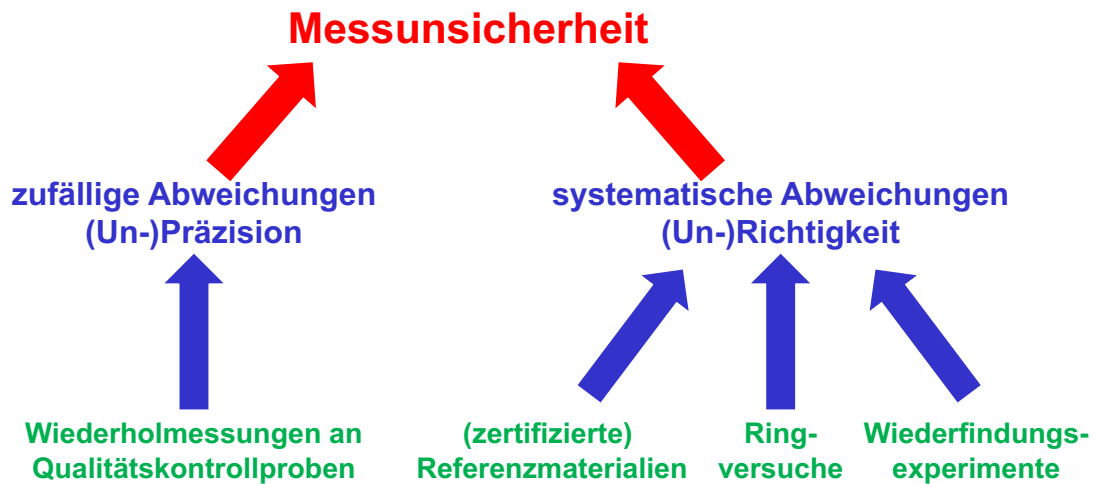 Messunsicherheit
zufällige Abweichungen
(Un-)Präzision
systematische Abweichungen
(Un-)Richtigkeit
Wiederholmessungen an
Qualitätskontrollproben
(zertifizierte)
Referenzmaterialien
Ring-
versuche
Wiederfindungs-
experimente